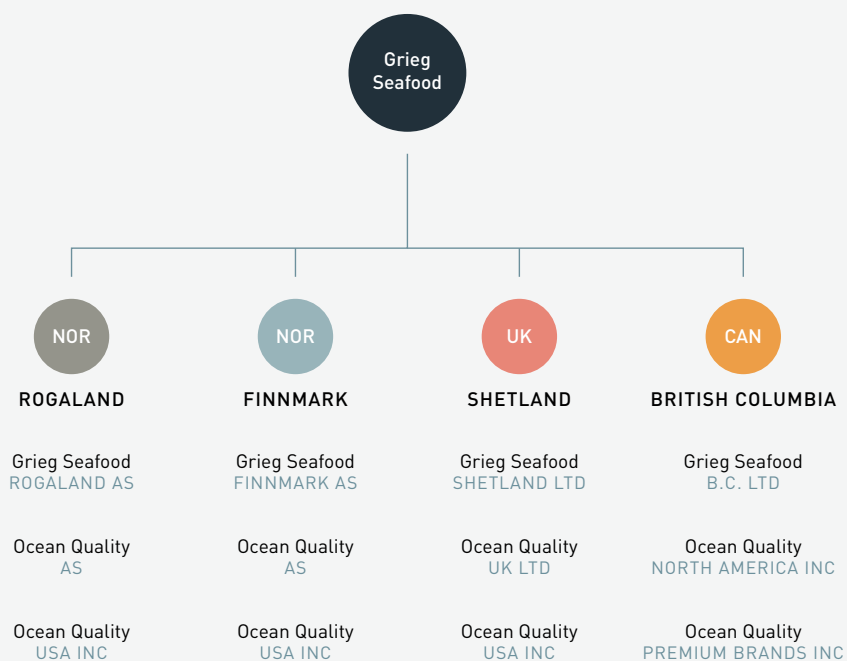 Grieg
Seafood
NOR
NOR
UK
CAN
ROGALAND
FINNMARK
SHETLAND
BRITISH COLUMBIA
Grieg Seafood
ROGALAND AS
Grieg Seafood
FINNMARK AS
Grieg Seafood
SHETLAND LTD
Grieg Seafood
B.C. LTD
Ocean Quality
AS
Ocean Quality
AS
Ocean Quality
UK LTD
Ocean Quality
NORTH AMERICA INC
Ocean Quality
USA INC
Ocean Quality
USA INC
Ocean Quality
USA INC
Ocean Quality
PREMIUM BRANDS INC